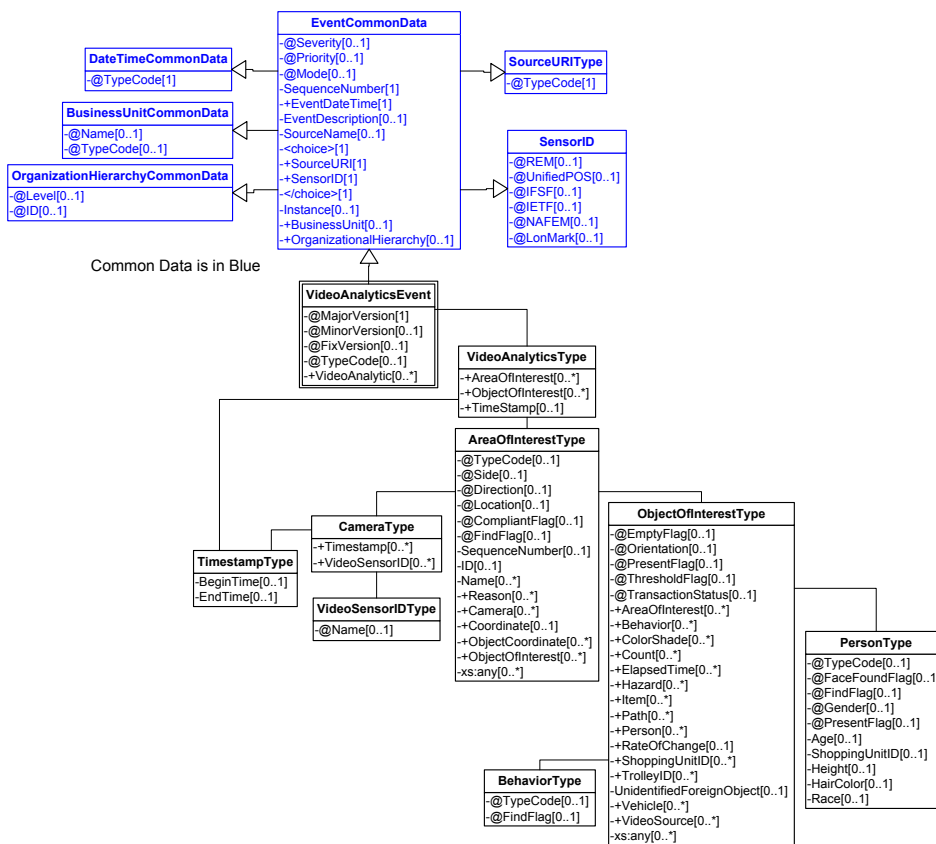 EventCommonData
-@Severity[0..1]
-@Priority[0..1]
-@Mode[0..1]
-SequenceNumber[1]
-+EventDateTime[1]
-EventDescription[0..1]
-SourceName[0..1]
-<choice>[1]
-+SourceURI[1]
-+SensorID[1]
-</choice>[1]
-Instance[0..1]
-+BusinessUnit[0..1]
-+OrganizationalHierarchy[0..1]
DateTimeCommonData
-@TypeCode[1]
BusinessUnitCommonData
-@Name[0..1]
-@TypeCode[0..1]
OrganizationHierarchyCommonData
-@Level[0..1]
-@ID[0..1]
SourceURIType
-@TypeCode[1]
SensorID
-@REM[0..1]
-@UnifiedPOS[0..1]
-@IFSF[0..1]
-@IETF[0..1]
-@NAFEM[0..1]
-@LonMark[0..1]
Common Data is in Blue
VideoAnalyticsEvent
-@MajorVersion[1]
-@MinorVersion[0..1]
-@FixVersion[0..1]
-@TypeCode[0..1]
-+VideoAnalytic[0..*]
VideoAnalyticsType
-+AreaOfInterest[0..*]
-+ObjectOfInterest[0..*]
-+TimeStamp[0..1]
AreaOfInterestType
-@TypeCode[0..1]
-@Side[0..1]
-@Direction[0..1]
-@Location[0..1]
-@CompliantFlag[0..1]
-@FindFlag[0..1]
-SequenceNumber[0..1]
-ID[0..1]
-Name[0..*]
-+Reason[0..*]
-+Camera[0..*]
-+Coordinate[0..1]
-+ObjectCoordinate[0..*]
-+ObjectOfInterest[0..*]
-xs:any[0..*]
CameraType
-+Timestamp[0..*]
-+VideoSensorID[0..*]
TimestampType
-BeginTime[0..1]
-EndTime[0..1]
VideoSensorIDType
-@Name[0..1]
ObjectOfInterestType
-@EmptyFlag[0..1]
-@Orientation[0..1]
-@PresentFlag[0..1]
-@ThresholdFlag[0..1]
-@TransactionStatus[0..1]
-+AreaOfInterest[0..*]
-+Behavior[0..*]
-+ColorShade[0..*]
-+Count[0..*]
-+ElapsedTime[0..*]
-+Hazard[0..*]
-+Item[0..*]
-+Path[0..*]
-+Person[0..*]
-+RateOfChange[0..1]
-+ShoppingUnitID[0..*]
-+TrolleyID[0..*]
-UnidentifiedForeignObject[0..1]
-+Vehicle[0..*]
-+VideoSource[0..*]
-xs:any[0..*]
PersonType
-@TypeCode[0..1]
-@FaceFoundFlag[0..1]
-@FindFlag[0..1]
-@Gender[0..1]
-@PresentFlag[0..1]
-Age[0..1]
-ShoppingUnitID[0..1]
-Height[0..1]
-HairColor[0..1]
-Race[0..1]
BehaviorType
-@TypeCode[0..1]
-@FindFlag[0..1]